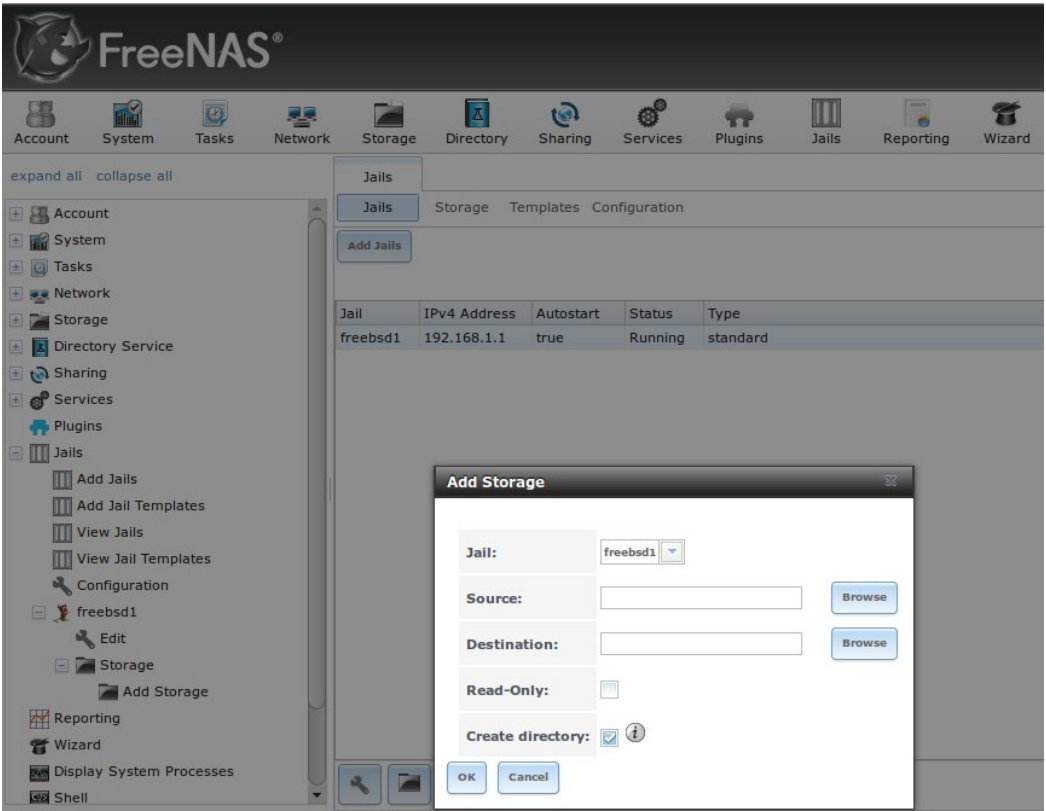 FreeNAS®
Account System Tasks Network Storage Directory Sharing Services Plugins Jails Reporting Wizard
expand all collapse all
Account
System
Tasks
Network
Storage
Directory Service
Sharing
Services
Plugins
Jails
Add Jails
Add Jail Templates
View Jails
View Jail Templates
Configuration
freebsd1
Edit
Storage
Add Storage
Reporting
Wizard
Display System Processes
Shell
Jails
Jails Storage Templates Configuration
Add Jails
Jail IPv4 Address Autostart Status Type
freebsd1 192.168.1.1 true Running standard
Add Storage
Jail: freebsd1
Source: Browse
Destination: Browse
Read-Only:
Create directory: i
OK Cancel